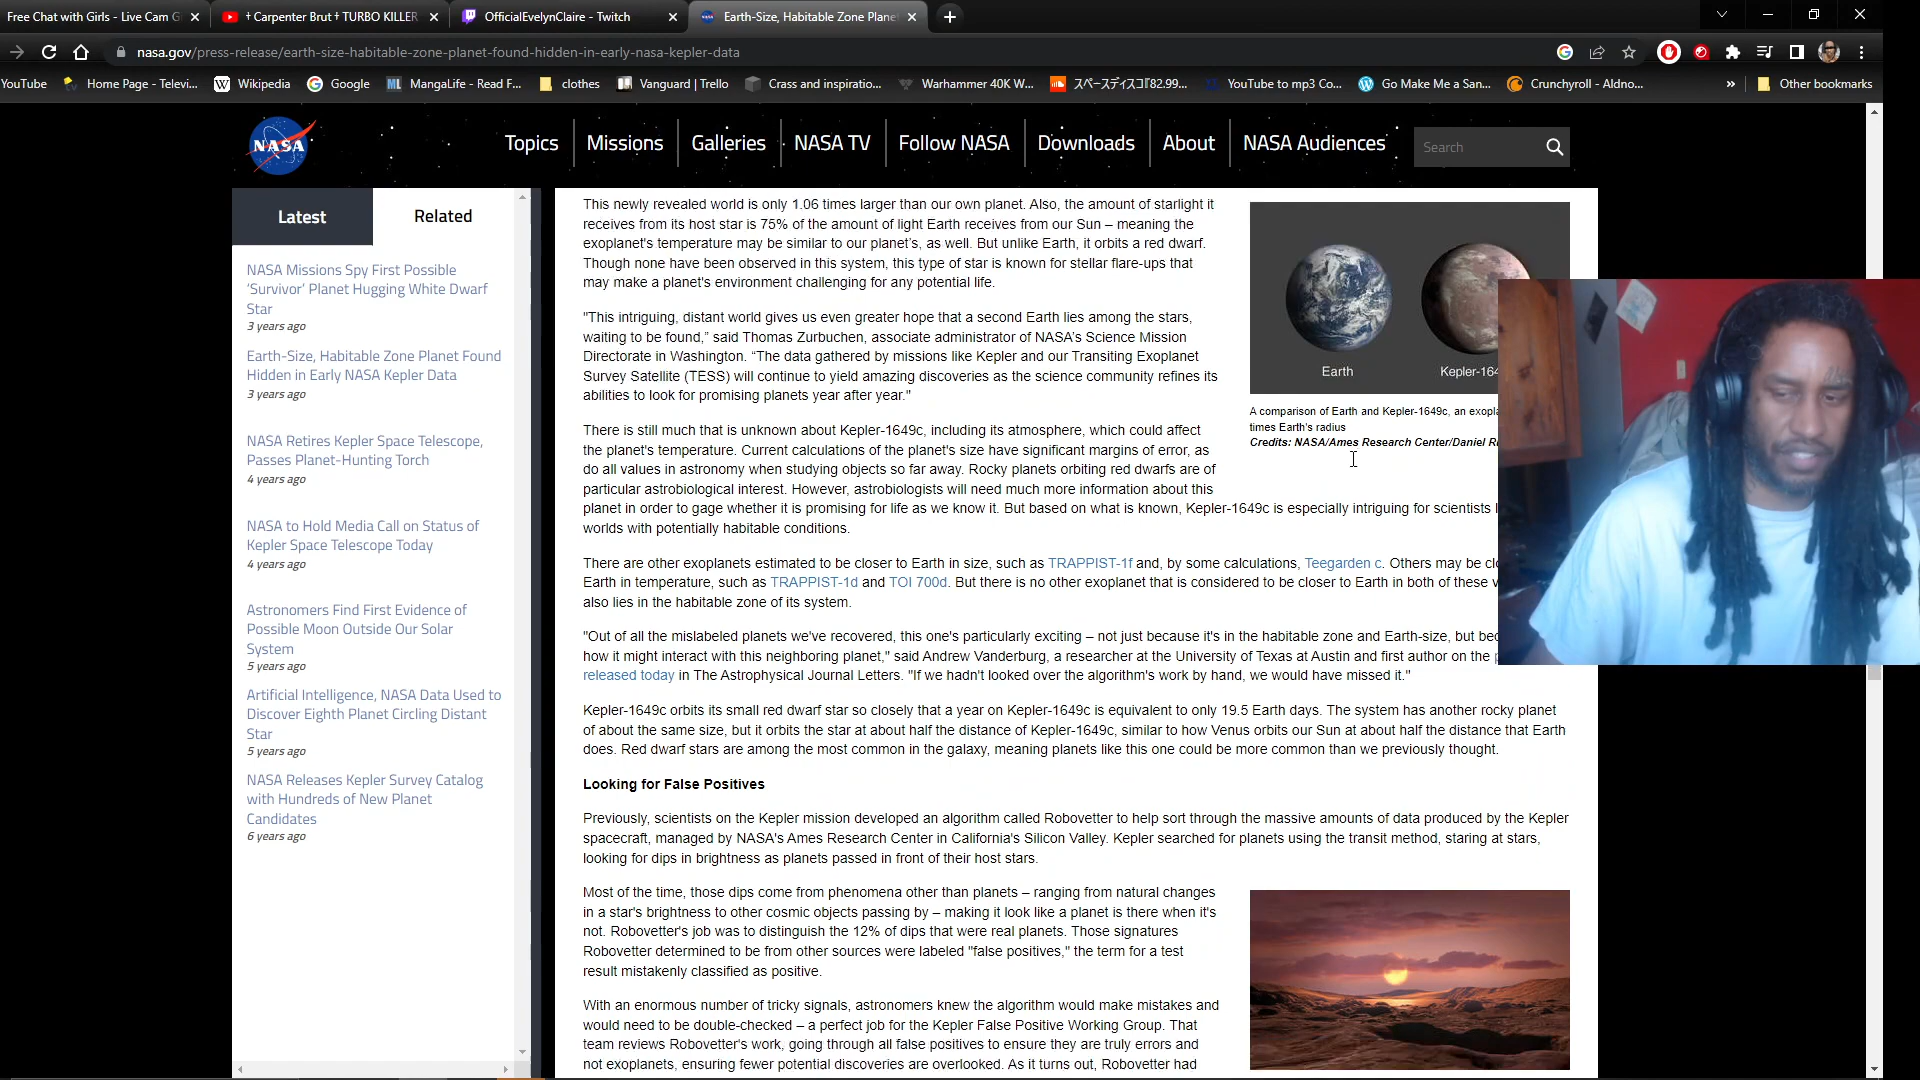 Free Chat with Girls - Live Cam G
† Carpenter Brut † TURBO KILLER
OfficialEvelynClaire - Twitch
Earth-Size, Habitable Zone Plane
nasa.gov/press-release/earth-size-habitable-zone-planet-found-hidden-in-early-nasa-kepler-data
YouTube
Home Page - Televi...
Wikipedia
Google
MangaLife - Read F...
clothes
Vanguard | Trello
Crass and inspiratio...
Warhammer 40K W...
スペースディスコ『82.99...
YouTube to mp3 Co...
Go Make Me a San...
Crunchyroll - Aldno...
»
Other bookmarks
NASA
Topics
Missions
Galleries
NASA TV
Follow NASA
Downloads
About
NASA Audiences
Search
Latest
Related
NASA Missions Spy First Possible
‘Survivor’ Planet Hugging White Dwarf
Star
3 years ago
Earth-Size, Habitable Zone Planet Found
Hidden in Early NASA Kepler Data
3 years ago
NASA Retires Kepler Space Telescope,
Passes Planet-Hunting Torch
4 years ago
NASA to Hold Media Call on Status of
Kepler Space Telescope Today
4 years ago
Astronomers Find First Evidence of
Possible Moon Outside Our Solar
System
5 years ago
Artificial Intelligence, NASA Data Used to
Discover Eighth Planet Circling Distant
Star
5 years ago
NASA Releases Kepler Survey Catalog
with Hundreds of New Planet
Candidates
6 years ago
This newly revealed world is only 1.06 times larger than our own planet. Also, the amount of starlight it
receives from its host star is 75% of the amount of light Earth receives from our Sun – meaning the
exoplanet's temperature may be similar to our planet’s, as well. But unlike Earth, it orbits a red dwarf.
Though none have been observed in this system, this type of star is known for stellar flare-ups that
may make a planet's environment challenging for any potential life.
"This intriguing, distant world gives us even greater hope that a second Earth lies among the stars,
waiting to be found,” said Thomas Zurbuchen, associate administrator of NASA’s Science Mission
Directorate in Washington. “The data gathered by missions like Kepler and our Transiting Exoplanet
Survey Satellite (TESS) will continue to yield amazing discoveries as the science community refines its
abilities to look for promising planets year after year."
There is still much that is unknown about Kepler-1649c, including its atmosphere, which could affect
the planet's temperature. Current calculations of the planet's size have significant margins of error, as
do all values in astronomy when studying objects so far away. Rocky planets orbiting red dwarfs are of
particular astrobiological interest. However, astrobiologists will need much more information about this
planet in order to gage whether it is promising for life as we know it. But based on what is known, Kepler-1649c is especially intriguing for scientists l
worlds with potentially habitable conditions.
There are other exoplanets estimated to be closer to Earth in size, such as TRAPPIST-1f and, by some calculations, Teegarden c. Others may be clo
Earth in temperature, such as TRAPPIST-1d and TOI 700d. But there is no other exoplanet that is considered to be closer to Earth in both of these v
also lies in the habitable zone of its system.
"Out of all the mislabeled planets we've recovered, this one's particularly exciting – not just because it's in the habitable zone and Earth-size, but bec
how it might interact with this neighboring planet," said Andrew Vanderburg, a researcher at the University of Texas at Austin and first author on the p
released today in The Astrophysical Journal Letters. "If we hadn't looked over the algorithm's work by hand, we would have missed it."
Kepler-1649c orbits its small red dwarf star so closely that a year on Kepler-1649c is equivalent to only 19.5 Earth days. The system has another rocky planet
of about the same size, but it orbits the star at about half the distance of Kepler-1649c, similar to how Venus orbits our Sun at about half the distance that Earth
does. Red dwarf stars are among the most common in the galaxy, meaning planets like this one could be more common than we previously thought.
Looking for False Positives
Previously, scientists on the Kepler mission developed an algorithm called Robovetter to help sort through the massive amounts of data produced by the Kepler
spacecraft, managed by NASA's Ames Research Center in California's Silicon Valley. Kepler searched for planets using the transit method, staring at stars,
looking for dips in brightness as planets passed in front of their host stars.
Most of the time, those dips come from phenomena other than planets – ranging from natural changes
in a star's brightness to other cosmic objects passing by – making it look like a planet is there when it's
not. Robovetter's job was to distinguish the 12% of dips that were real planets. Those signatures
Robovetter determined to be from other sources were labeled "false positives," the term for a test
result mistakenly classified as positive.
With an enormous number of tricky signals, astronomers knew the algorithm would make mistakes and
would need to be double-checked – a perfect job for the Kepler False Positive Working Group. That
team reviews Robovetter's work, going through all false positives to ensure they are truly errors and
not exoplanets, ensuring fewer potential discoveries are overlooked. As it turns out, Robovetter had
Earth
Kepler-164
A comparison of Earth and Kepler-1649c, an exopla
times Earth's radius
Credits: NASA/Ames Research Center/Daniel R